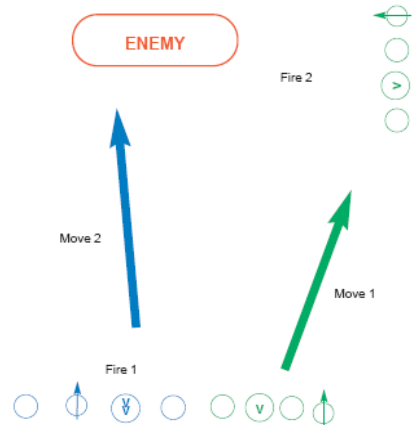 ENEMY
Fire 2
>
Move 2
Move 1
Fire 1
V
V
V